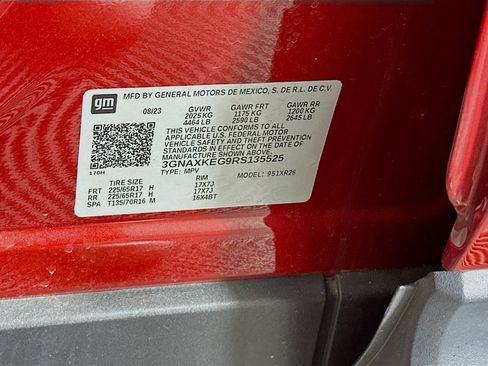 gm
MFD BY GENERAL MOTORS DE MEXICO, S. DE R.L. DE C.V.
08/23 GVWR GAWR FRT GAWR RR
2025 KG 1175 KG 1200 KG
4464 LB 2590 LB 2645 LB
THIS VEHICLE CONFORMS TO ALL
APPLICABLE U.S. FEDERAL MOTOR
VEHICLE SAFETY AND THEFT PREVENTION
STANDARDS IN EFFECT ON THE DATE OF
MANUFACTURE SHOWN ABOVE.
3GNAXKEG9RS135525
TYPE: MPV MODEL: 951XR26
170H
TIRE SIZE RIM
FRT 225/65R17 H 17X7J
RR 225/65R17 H 17X7J
SPA T135/70R16 M 16X4BT